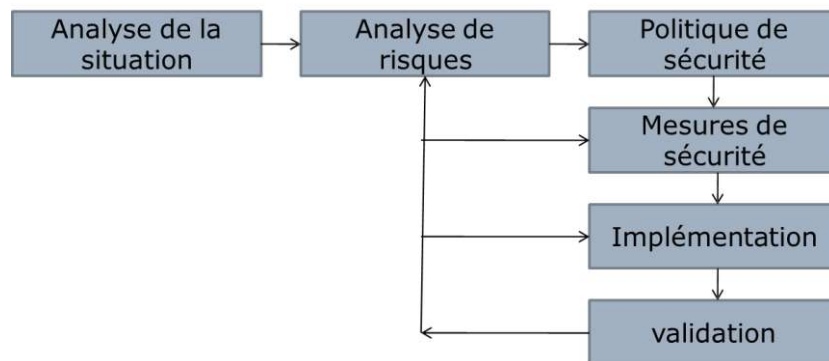 Analyse de la
situation
Analyse de
risques
Politique de
sécurité
Mesures de
sécurité
Implémentation
validation